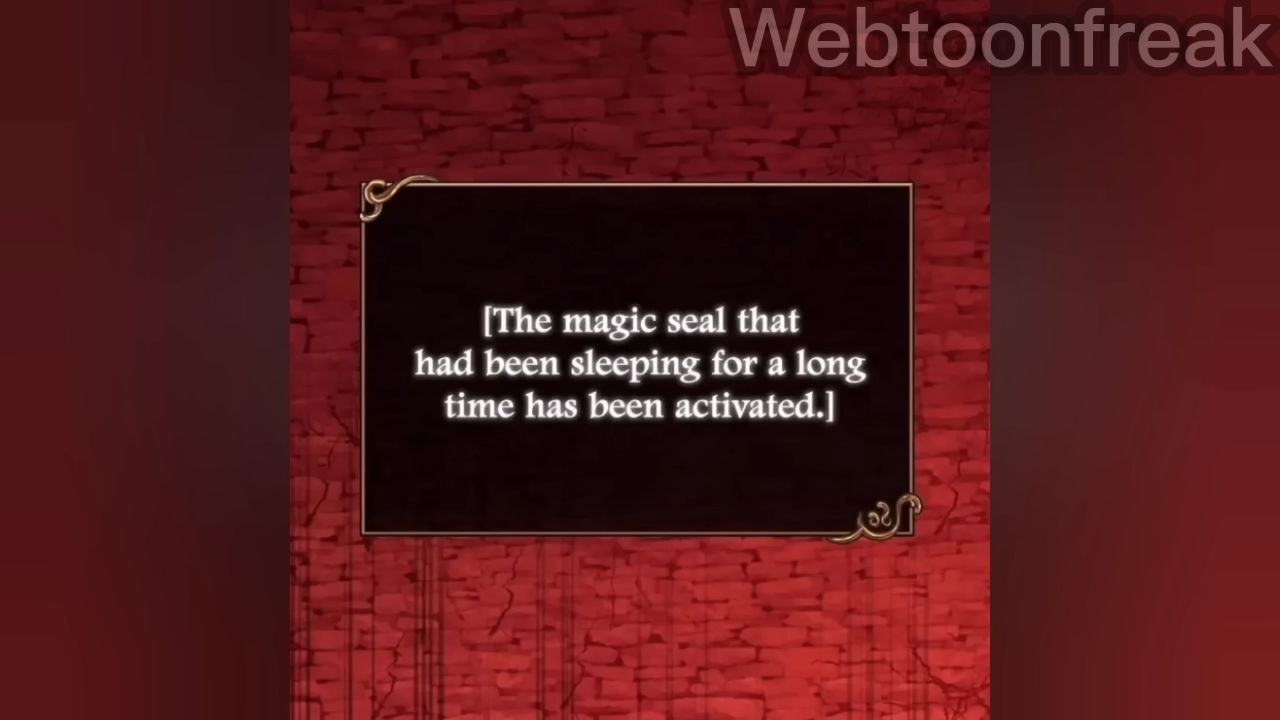 Webtoonfreak
[The magic seal that
had been sleeping for a long
time has been activated.]